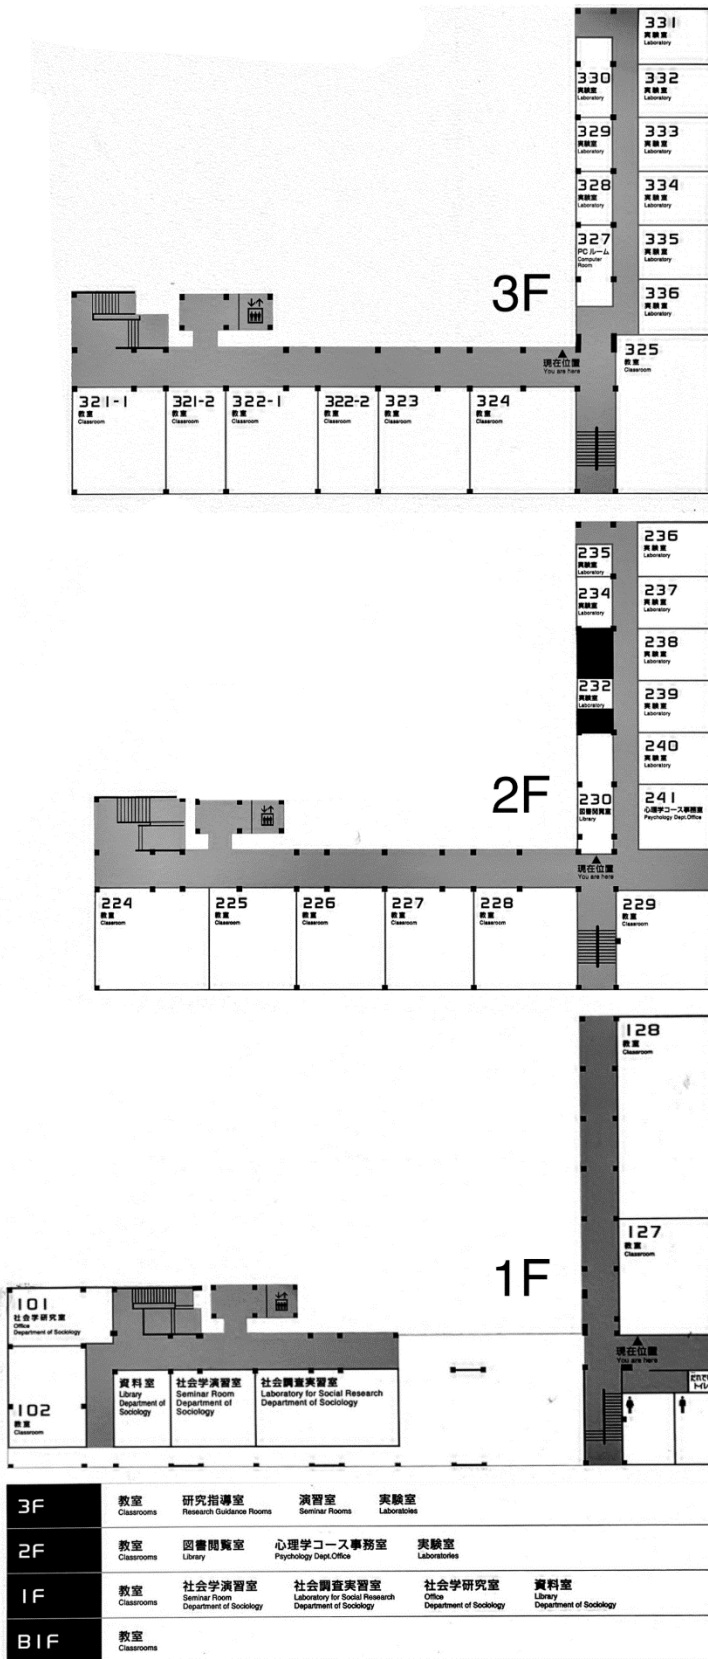 331
実験室
Laboratory
330
実験室
Laboratory
332
実験室
Laboratory
329
実験室
Laboratory
333
実験室
Laboratory
328
実験室
Laboratory
334
実験室
Laboratory
327
PCルーム
Computer
Room
335
実験室
Laboratory
3F
336
実験室
Laboratory
現在位置
You are here
325
教室
Classroom
321-1
教室
Classroom
321-2
教室
Classroom
322-1
教室
Classroom
322-2
教室
Classroom
323
教室
Classroom
324
教室
Classroom
235
実験室
Laboratory
236
実験室
Laboratory
234
実験室
Laboratory
237
実験室
Laboratory
238
実験室
Laboratory
232
実験室
Laboratory
239
実験室
Laboratory
240
実験室
Laboratory
2F
230
図書閲覧室
Library
241
心理学コース事務室
Psychology Dept.Office
現在位置
You are here
224
教室
Classroom
225
教室
Classroom
226
教室
Classroom
227
教室
Classroom
228
教室
Classroom
229
教室
Classroom
128
教室
Classroom
127
教室
Classroom
1F
101
社会学研究室
Office
Department of Sociology
現在位置
You are here
102
教室
Classroom
資料室
Library
Department of
Sociology
社会学演習室
Seminar Room
Department of
Sociology
社会調査実習室
Laboratory for Social Research
Department of Sociology
だれで
トイレ
3F 教室 研究指導室 演習室 実験室
Classrooms Research Guidance Rooms Seminar Rooms Laboratoies
2F 教室 図書閲覧室 心理学コース事務室 実験室
Classrooms Library Psychology Dept.Office Laboratories
1F 教室 社会学演習室 社会調査実習室 社会学研究室 資料室
Classrooms Seminar Room Laboratory for Social Research Office Library
Department of Sociology Department of Sociology Department of Sociology Department of Sociology
B1F 教室
Classrooms